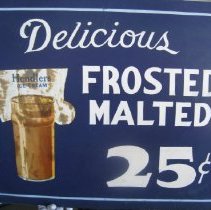 Delicious
Hendlers
ICE CREAM
FROSTED
MALTED
25¢